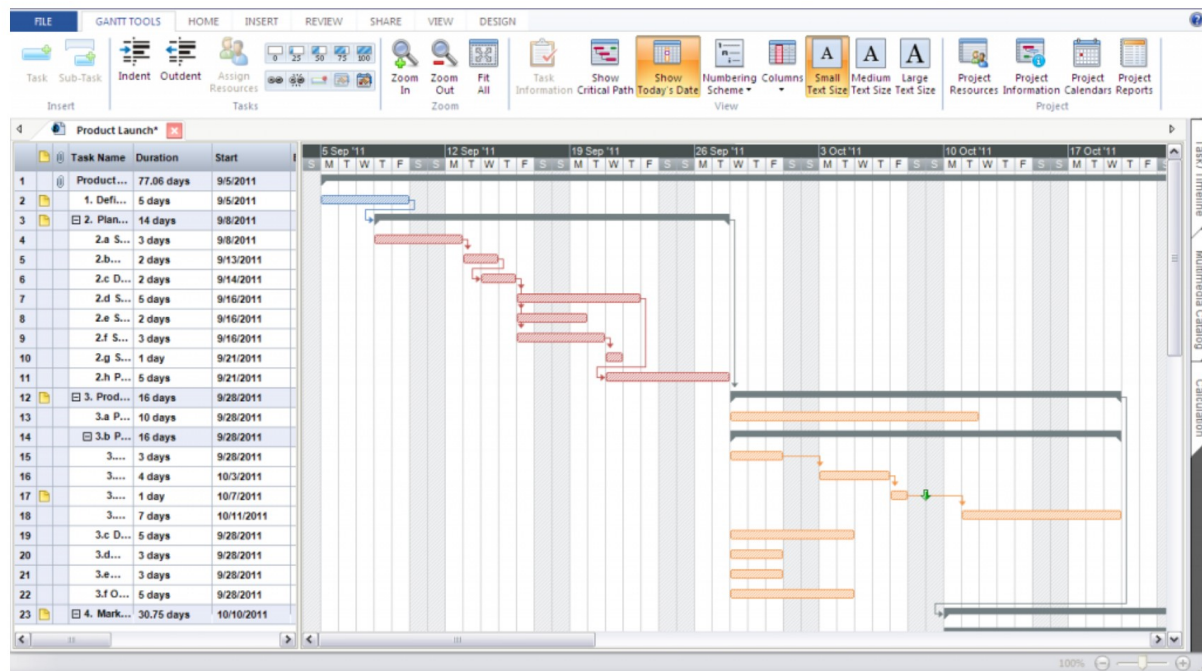 FILE GANTT TOOLS HOME INSERT REVIEW SHARE VIEW DESIGN
0 25 50 75 100
Task Sub-Task Indent Outdent Assign Resources Zoom In Zoom Out Fit All Task Information Show Critical Path Show Today's Date Numbering Scheme Columns Small Text Size Medium Text Size Large Text Size Project Resources Project Information Project Calendars Project Reports
Insert Tasks Zoom View Project
Product Launch*
Task Name Duration Start
5 Sep '11 12 Sep '11 19 Sep '11 26 Sep '11 3 Oct '11 10 Oct '11 17 Oct '11
S M T W T F S S M T W T F S S M T W T F S S M T W T F S S M T W T F S S M T W T F S S M T W T F S
1 Product... 77.06 days 9/5/2011
2 1. Defi... 5 days 9/5/2011
3 2. Plan... 14 days 9/8/2011
4 2.a S... 3 days 9/8/2011
5 2.b... 2 days 9/13/2011
6 2.c D... 2 days 9/14/2011
7 2.d S... 5 days 9/16/2011
8 2.e S... 2 days 9/16/2011
9 2.f S... 3 days 9/16/2011
10 2.g S... 1 day 9/21/2011
11 2.h P... 5 days 9/21/2011
12 3. Prod... 16 days 9/28/2011
13 3.a P... 10 days 9/28/2011
14 3.b P... 16 days 9/28/2011
15 3.... 3 days 9/28/2011
16 3.... 4 days 10/3/2011
17 3.... 1 day 10/7/2011
18 3.... 7 days 10/11/2011
19 3.c D... 5 days 9/28/2011
20 3.d... 3 days 9/28/2011
21 3.e... 3 days 9/28/2011
22 3.f O... 5 days 9/28/2011
23 4. Mark... 30.75 days 10/10/2011
Task/Timeline
Multimedia Catalog
Calculation
100%